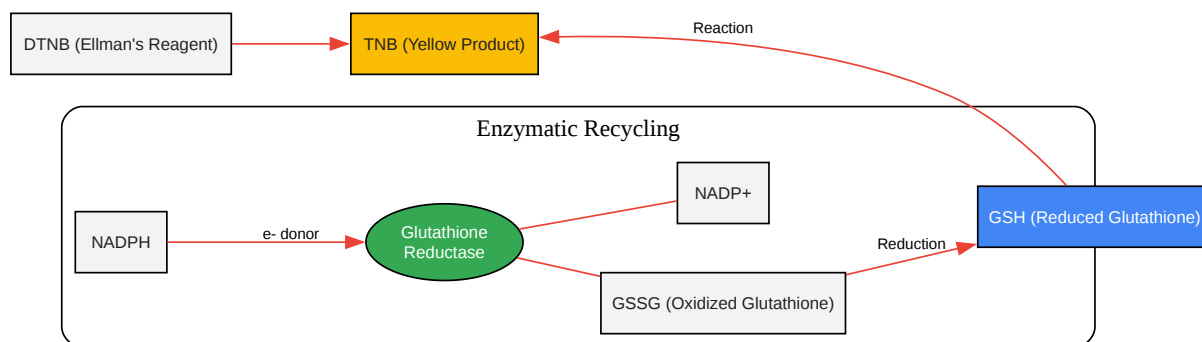 DTNB (Ellman's Reagent)
TNB (Yellow Product)
Reaction
Enzymatic Recycling
NADP+
GSH (Reduced Glutathione)
NADPH
e- donor
Glutathione
Reductase
Reduction
GSSG (Oxidized Glutathione)